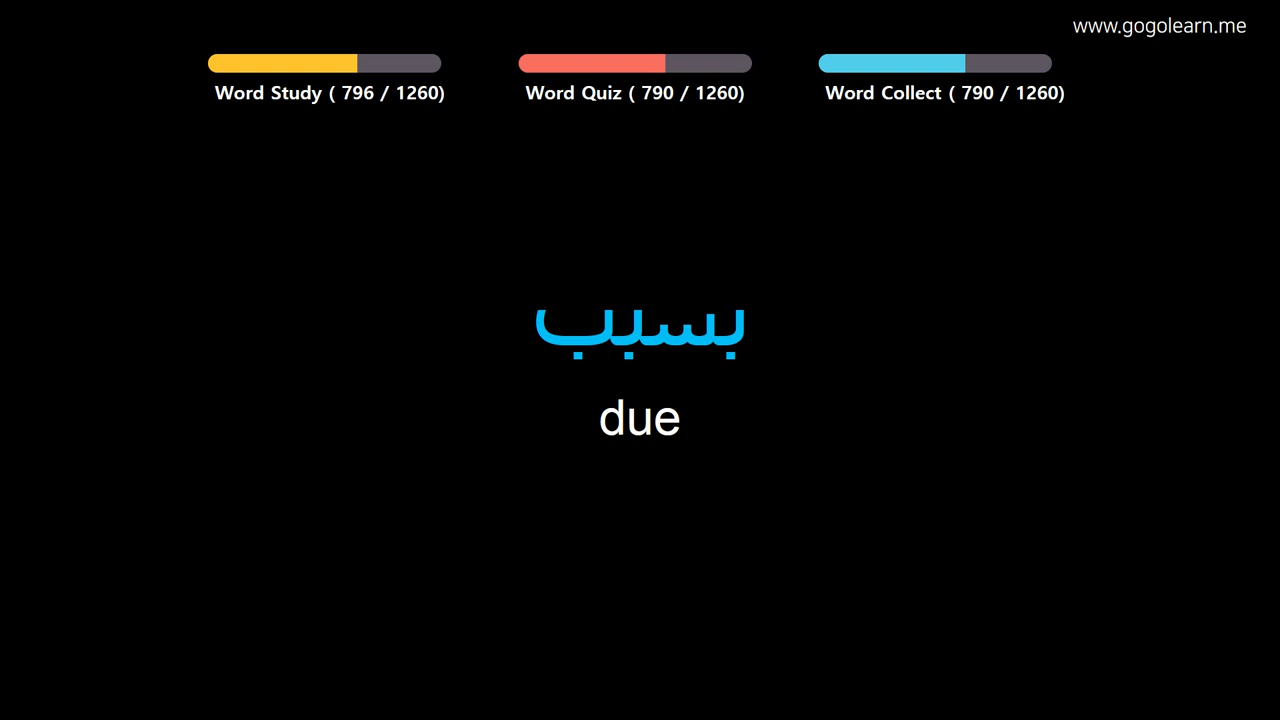 www.gogolearn.me
Word Study ( 796 / 1260)
Word Quiz ( 790 / 1260)
Word Collect ( 790 / 1260)
بسبب
due